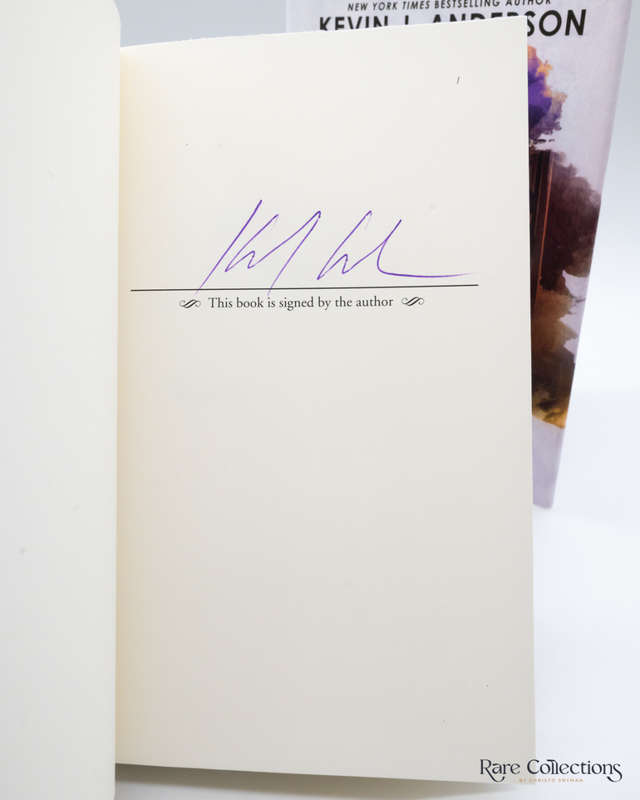 NEW YORK TIMES BESTSELLING AUTHOR
KEVIN J. ANDERSON
This book is signed by the author
Rare Collections